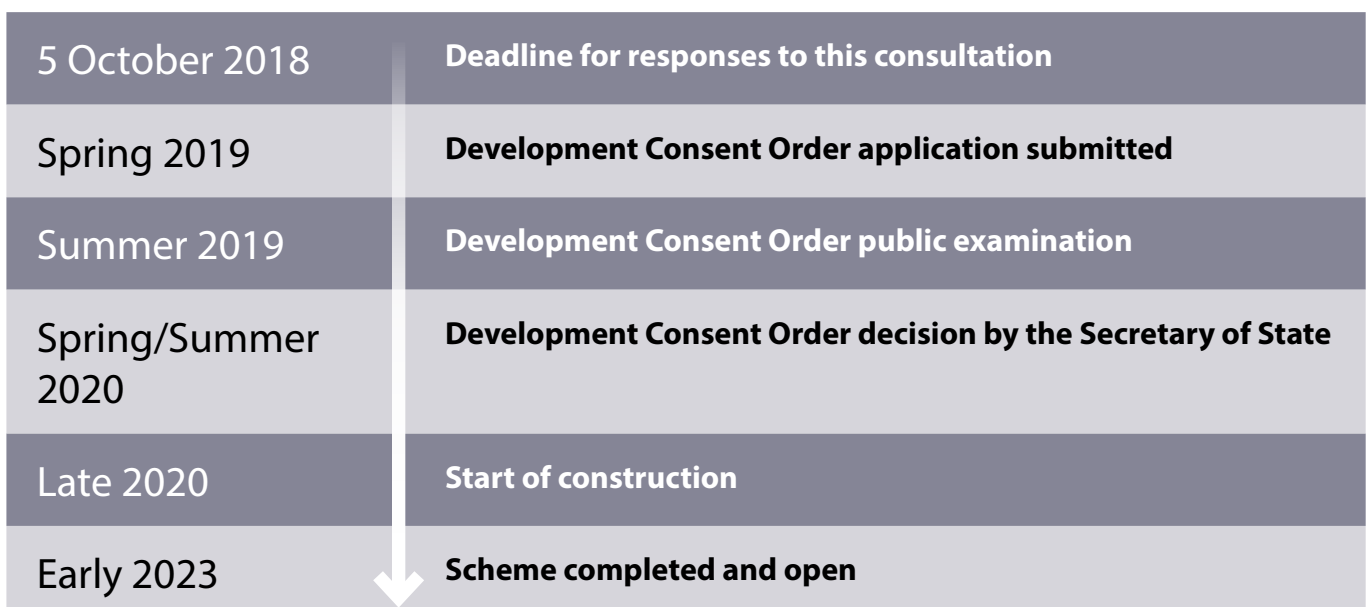 5 October 2018
Deadline for responses to this consultation
Spring 2019
Development Consent Order application submitted
Summer 2019
Development Consent Order public examination
Spring/Summer
2020
Development Consent Order decision by the Secretary of State
Late 2020
Start of construction
Early 2023
Scheme completed and open